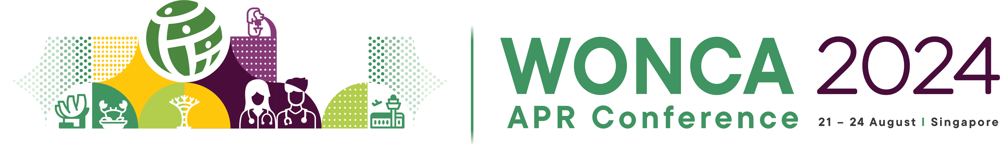 WONCA 2024
APR Conference
21 – 24 August | Singapore